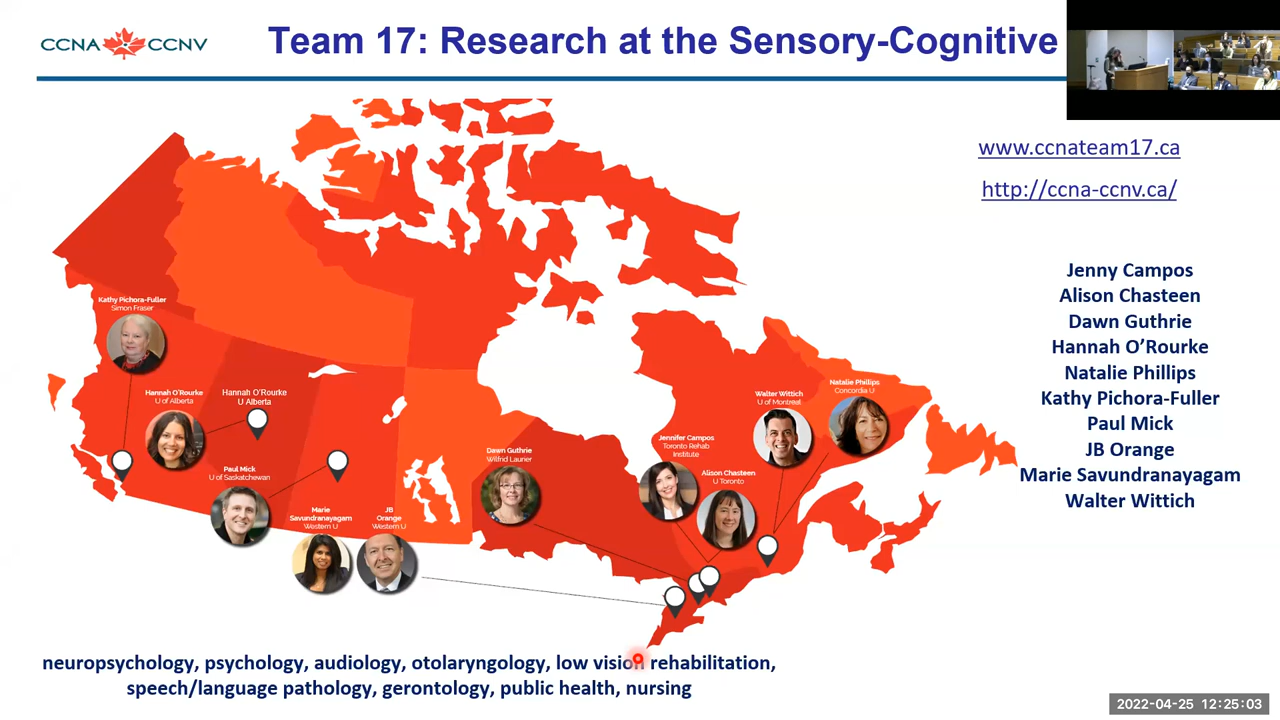 CCNA CCNV
Team 17: Research at the Sensory-Cognitive
www.ccnateam17.ca
http://ccna-ccnv.ca/
Jenny Campos
Alison Chasteen
Dawn Guthrie
Hannah O’Rourke
Natalie Phillips
Kathy Pichora-Fuller
Paul Mick
JB Orange
Marie Savundranayagam
Walter Wittich
Kathy Pichora-Fuller
Simon Fraser
Hannah O'Rourke
U of Alberta
Hannah O'Rourke
U Alberta
Paul Mick
U of Saskatchewan
Marie
Savundranayagam
Western U
JB
Orange
Western U
Dawn Guthrie
Wilfrid Laurier
Jennifer Campos
Toronto Rehab
Institute
Alison Chasteen
U Toronto
Walter Wittich
U of Montreal
Natalie Phillips
Concordia U
neuropsychology, psychology, audiology, otolaryngology, low vision rehabilitation,
speech/language pathology, gerontology, public health, nursing
2022-04-25 12:25:03